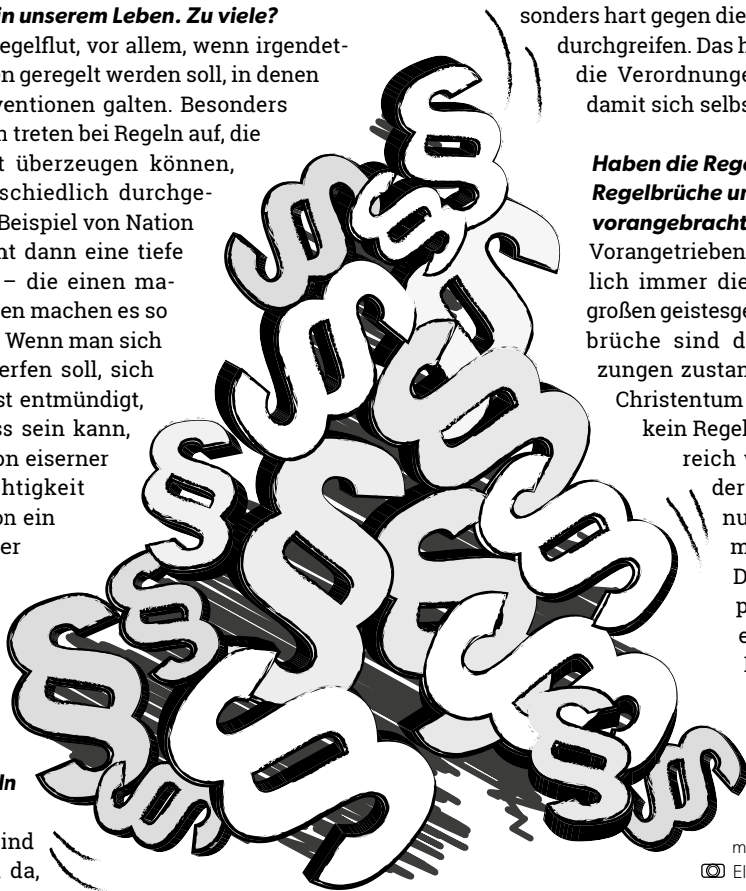 in unserem Leben. Zu viele?
egelflut, vor allem, wenn irgendet-
en geregelt werden soll, in denen
ventionen galten. Besonders
n treten bei Regeln auf, die
t überzeugen können,
schiedlich durchge-
Beispiel von Nation
nt dann eine tiefe
– die einen ma-
en machen es so
Wenn man sich
erfen soll, sich
st entmündigt,
ss sein kann,
on eiserner
chtigkeit
on ein
er
ln
ind
da,
sonders hart gegen die
durchgreifen. Das h
die Verordnunge
damit sich selbs
Haben die Rege
Regelbrüche un
vorangebracht
Vorangetrieben
lich immer die
großen geistesge
brüche sind d
zungen zustan
Christentum
kein Regel
reich v
der
nu
m
D
p
e
m
EI